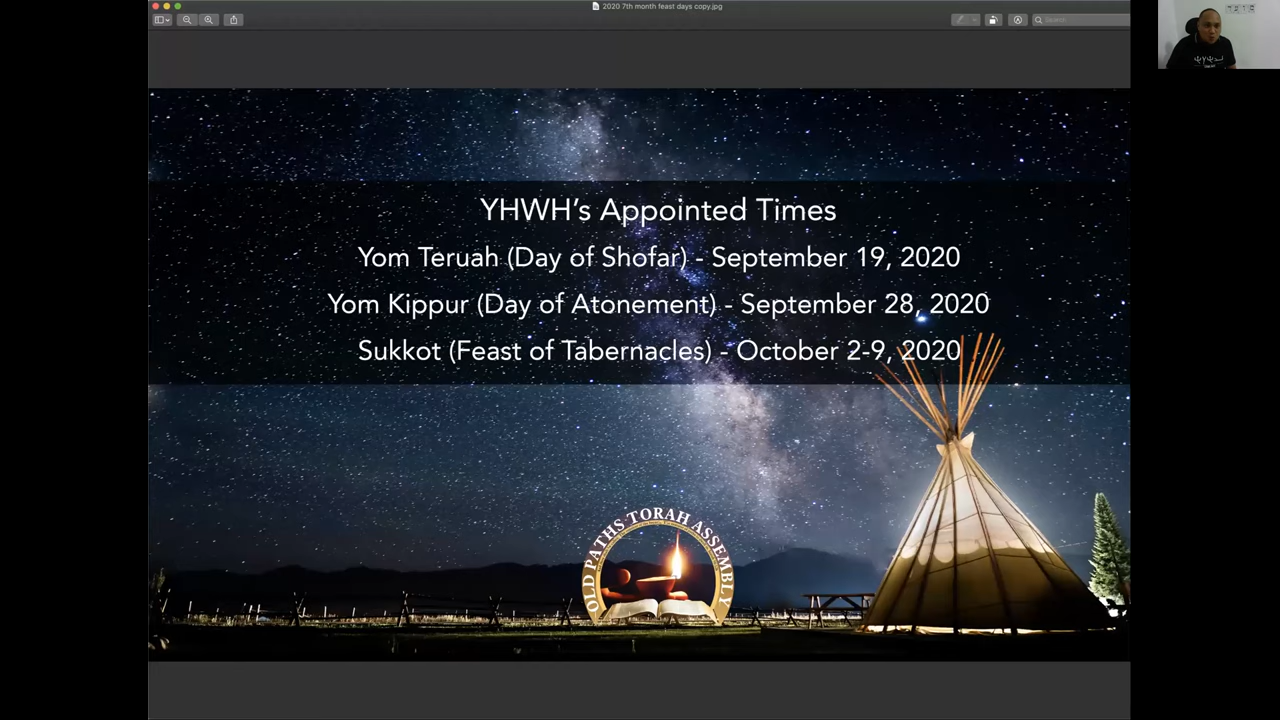 2020 7th month feast days copy.jpg
Search
YHWH’s Appointed Times
Yom Teruah (Day of Shofar) - September 19, 2020
Yom Kippur (Day of Atonement) - September 28, 2020
Sukkot (Feast of Tabernacles) - October 2-9, 2020
OLD PATHS TORAH ASSEMBLY